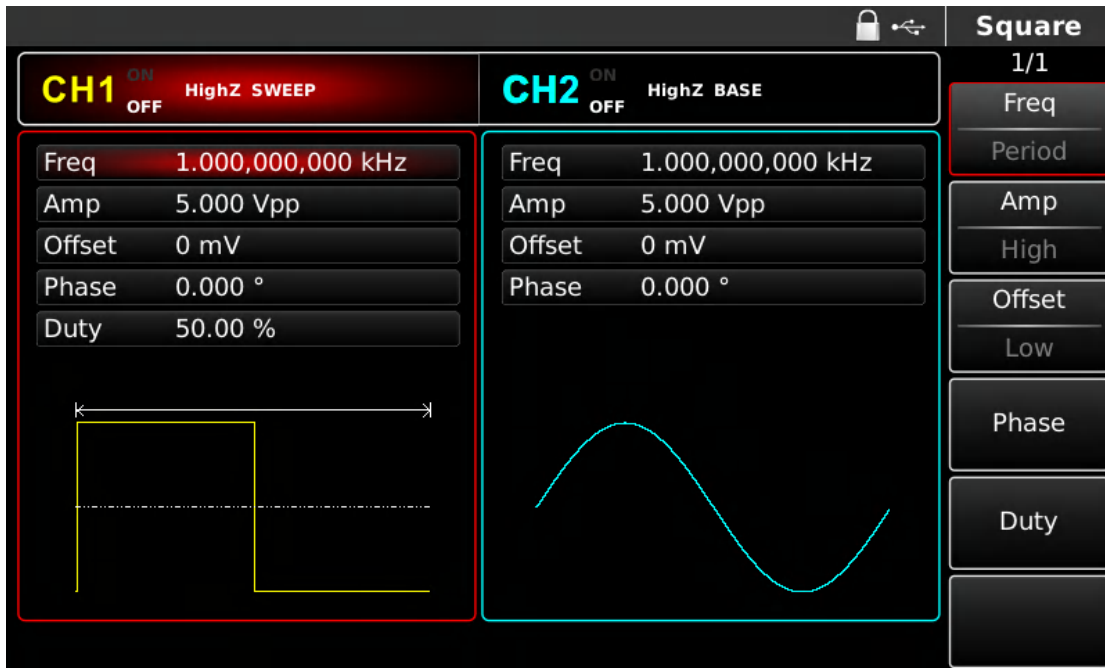 Square
1/1
CH1 ON OFF HighZ SWEEP
CH2 ON OFF HighZ BASE
Freq 1.000,000,000 kHz
Amp 5.000 Vpp
Offset 0 mV
Phase 0.000 °
Duty 50.00 %
Freq 1.000,000,000 kHz
Amp 5.000 Vpp
Offset 0 mV
Phase 0.000 °
Freq
Period
Amp
High
Offset
Low
Phase
Duty